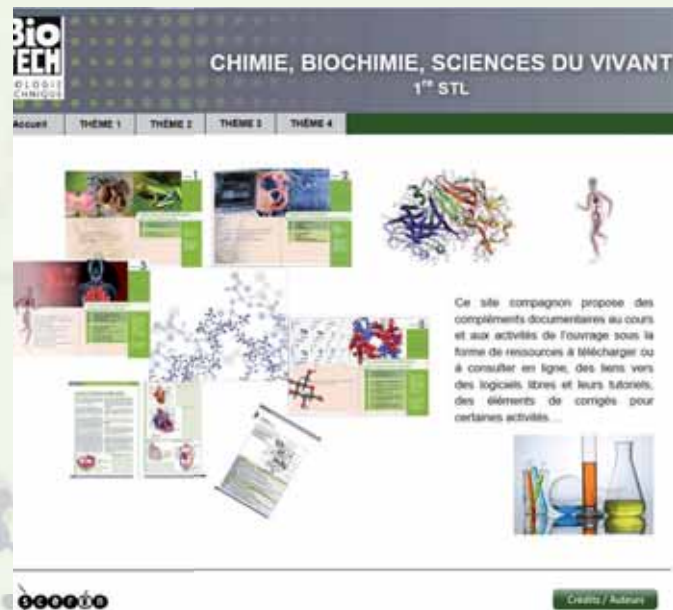 Bio
TECH
CHIMIE, BIOCHIMIE, SCIENCES DU VIVANT
1re STL
Accueil THÈME 1 THÈME 2 THÈME 3 THÈME 4
1
2
3
Ce site compagnon propose des
compléments documentaires au cours
et aux activités de l'ouvrage sous la
forme de ressources à télécharger ou
à consulter en ligne, des liens vers
des logiciels libres et leurs tutoriels,
des éléments de corrigés pour
certaines activités...
Crédits / Auteurs